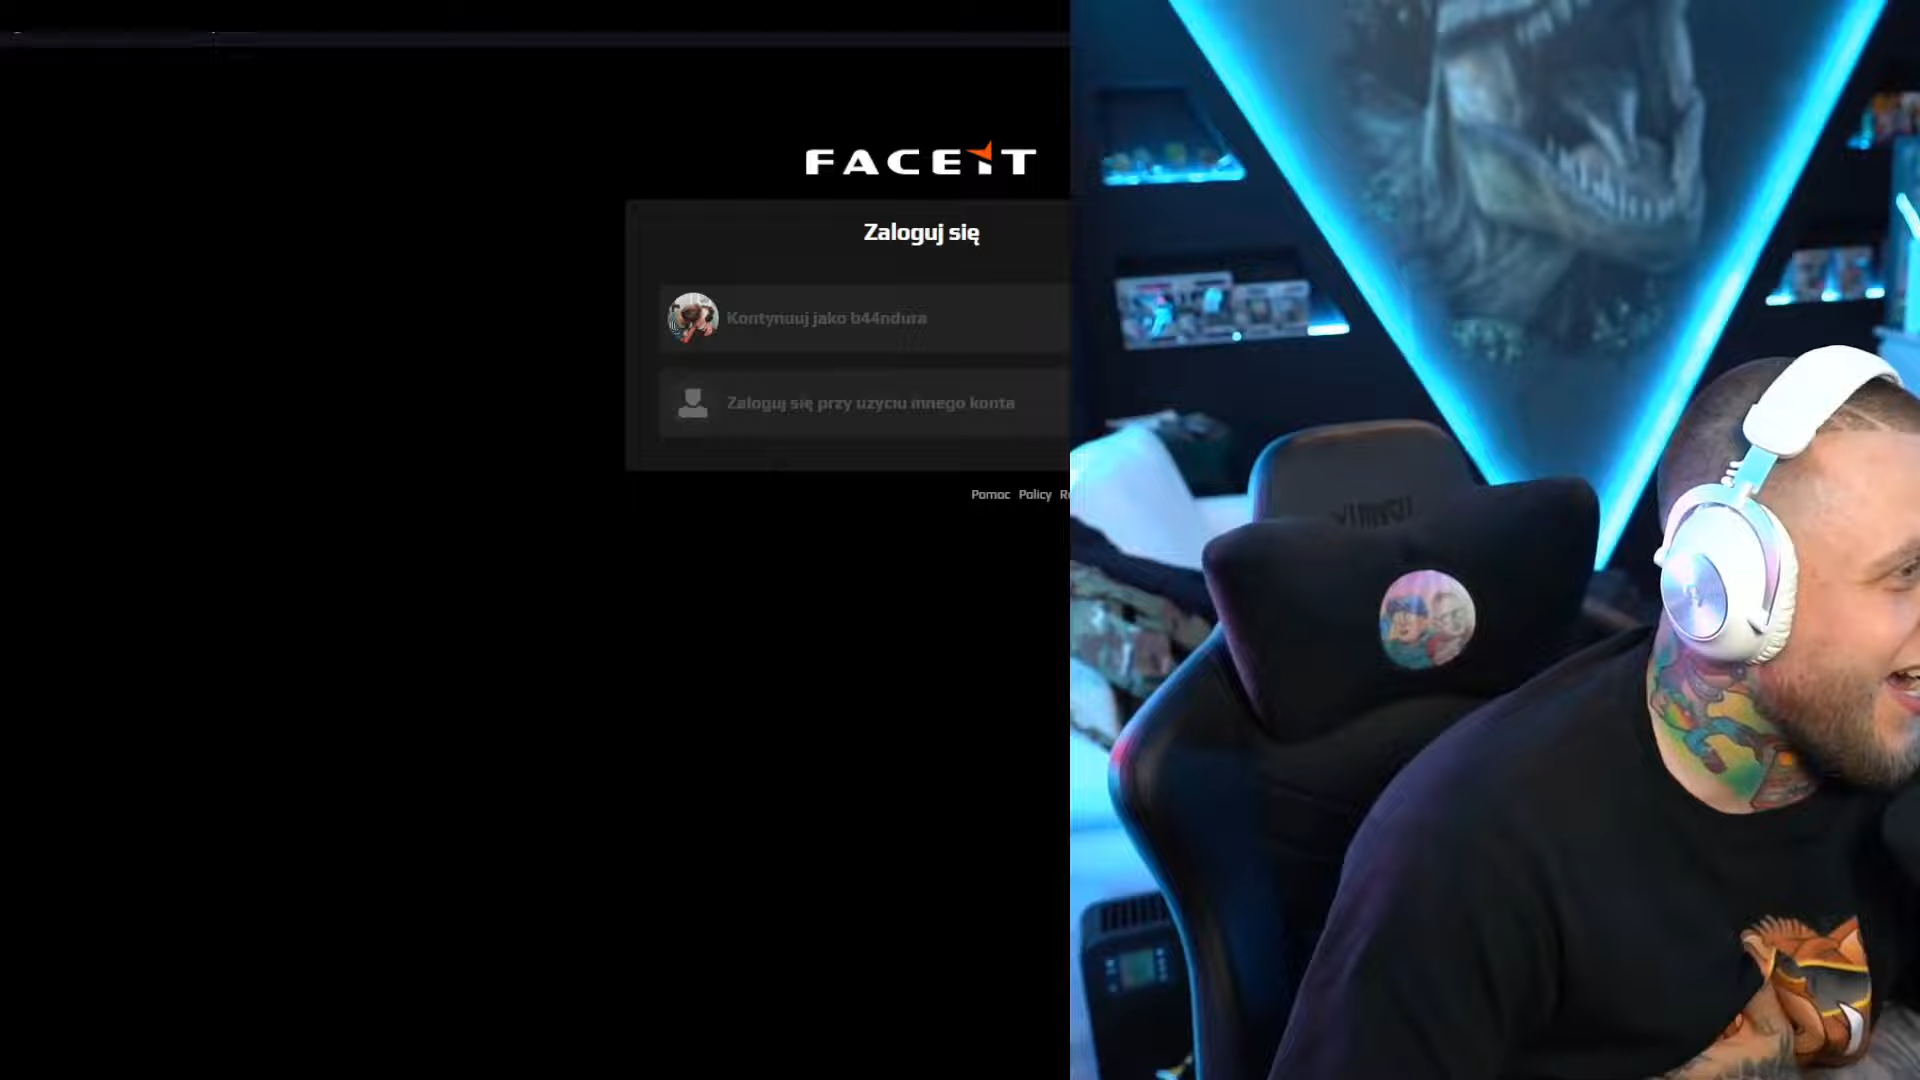 FACEIT
Zaloguj się
Kontynuuj jako b44ndura
Zaloguj się przy użyciu innego konta
Pomoc Policy